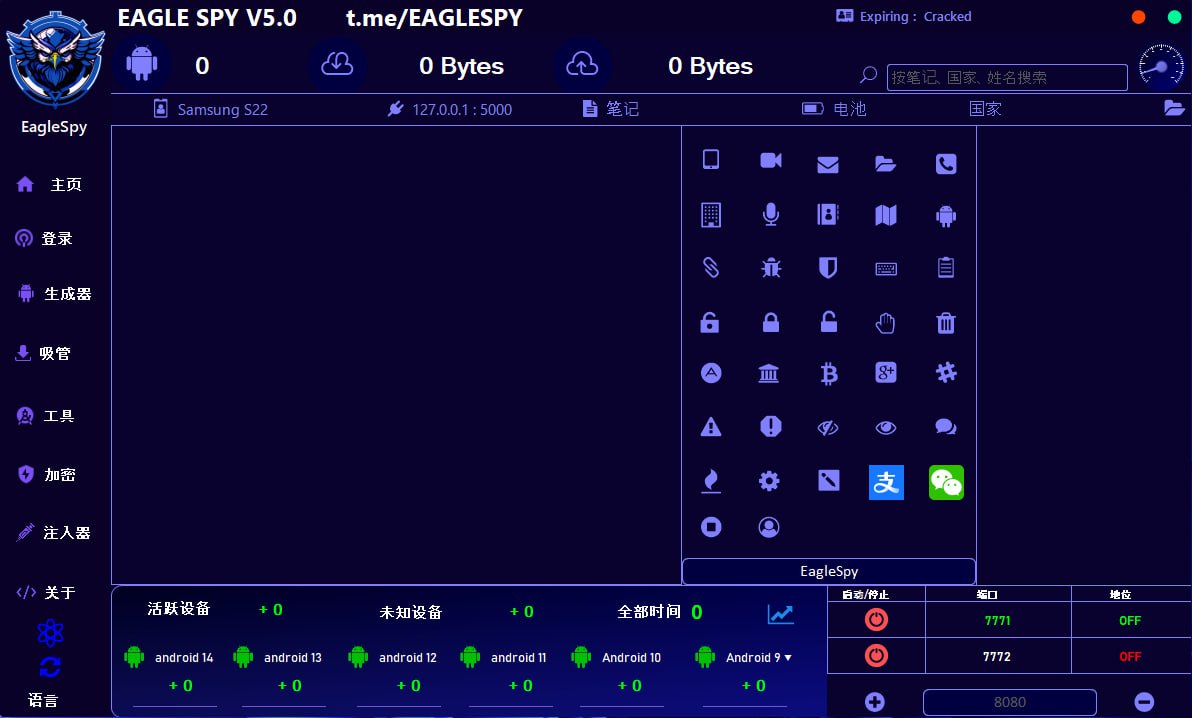 EAGLE SPY V5.0 t.me/EAGLESPY
Expiring : Cracked
0 0 Bytes 0 Bytes
按笔记、国家、姓名搜索
Samsung S22 127.0.0.1 : 5000 笔记 电池 国家
EagleSpy
主页
登录
生成器
吸管
工具
加密
注入器
关于
语言
支
EagleSpy
活跃设备 + 0 未知设备 + 0 全部时间 0
android 14 android 13 android 12 android 11 Android 10 Android 9
+ 0 + 0 + 0 + 0 + 0 + 0
启动/停止 端口 地位
7771 OFF
7772 OFF
8080